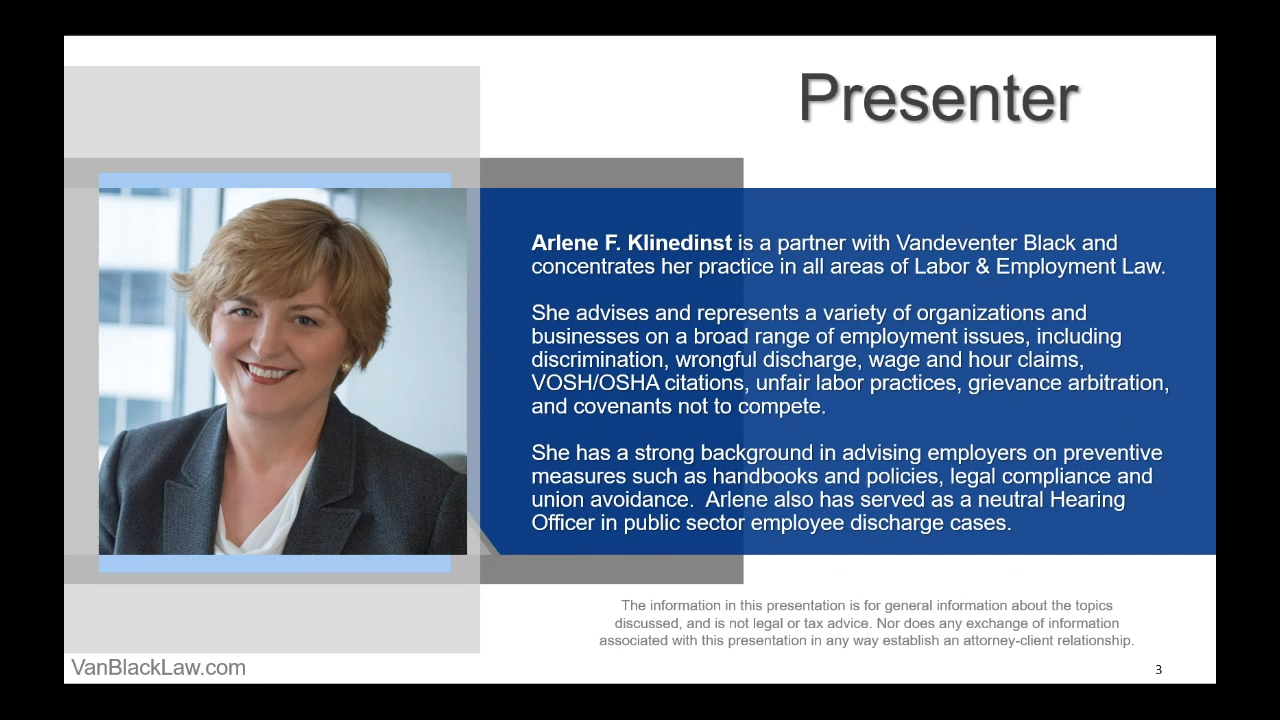 Presenter
Arlene F. Klinedinst is a partner with Vandeventer Black and
concentrates her practice in all areas of Labor & Employment Law.
She advises and represents a variety of organizations and
businesses on a broad range of employment issues, including
discrimination, wrongful discharge, wage and hour claims,
VOSH/OSHA citations, unfair labor practices, grievance arbitration,
and covenants not to compete.
She has a strong background in advising employers on preventive
measures such as handbooks and policies, legal compliance and
union avoidance.  Arlene also has served as a neutral Hearing
Officer in public sector employee discharge cases.
The information in this presentation is for general information about the topics
discussed, and is not legal or tax advice. Nor does any exchange of information
associated with this presentation in any way establish an attorney-client relationship.
VanBlackLaw.com
3